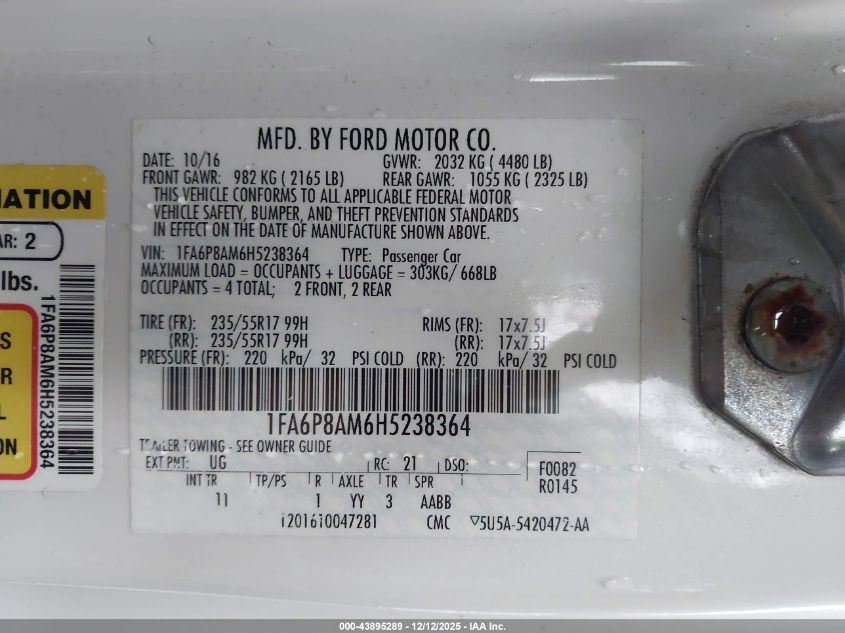 MFD. BY FORD MOTOR CO.
DATE: 10/16 GVWR: 2032 KG ( 4480 LB)
FRONT GAWR: 982 KG ( 2165 LB) REAR GAWR: 1055 KG ( 2325 LB)
THIS VEHICLE CONFORMS TO ALL APPLICABLE FEDERAL MOTOR
VEHICLE SAFETY, BUMPER, AND THEFT PREVENTION STANDARDS
IN EFFECT ON THE DATE OF MANUFACTURE SHOWN ABOVE.
VIN: 1FA6P8AM6H5238364 TYPE: Passenger Car
MAXIMUM LOAD = OCCUPANTS + LUGGAGE = 303KG/ 668LB
OCCUPANTS = 4 TOTAL; 2 FRONT, 2 REAR
TIRE (FR): 235/55R17 99H RIMS (FR): 17x7.5J
(RR): 235/55R17 99H (RR): 17x7.5J
PRESSURE (FR): 220 kPa/ 32 PSI COLD (RR): 220 kPa/ 32 PSI COLD
1FA6P8AM6H5238364
TRAILER TOWING - SEE OWNER GUIDE
EXT PNT: UG RC: 21 DSO: F0082
R0145
INT TR TP/PS R AXLE TR SPR
11 1 YY 3 AABB
1201610047281 CMC ▽5U5A-5420472-AA
MATION
AR: 2
lbs.
S
R
L
ON
1FA6P8AM6H5238364
000-43895289 - 12/12/2025 - IAA Inc.